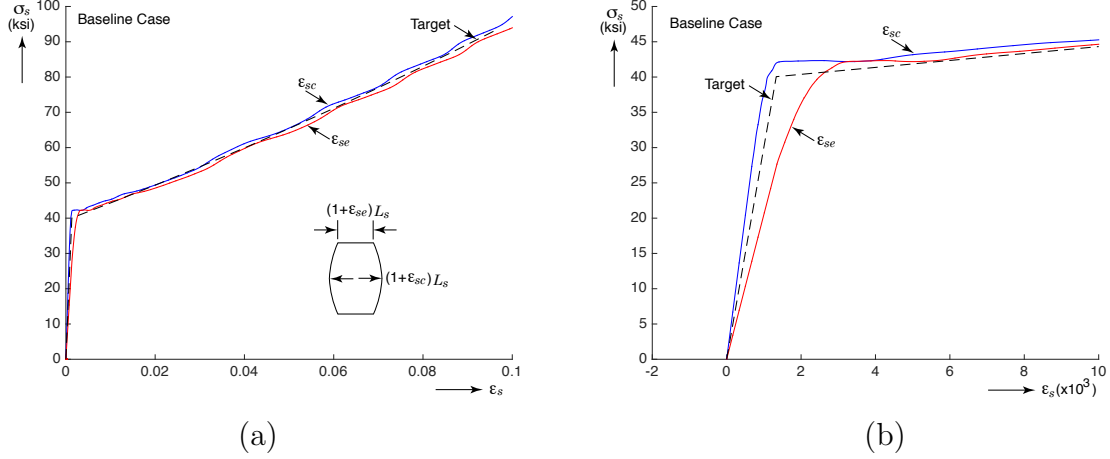 σₛ
(ksi)
Baseline Case
100
90
80
70
60
50
40
30
20
10
0
Target
εsc
εse
(1+εse)Lₛ
(1+εsc)Lₛ
0
0.02
0.04
0.06
0.08
0.1
εₛ
(a)
σₛ
(ksi)
Baseline Case
50
45
40
35
30
25
20
15
10
5
0
εsc
Target
εse
-2
0
2
4
6
8
10
εₛ(x10³)
(b)